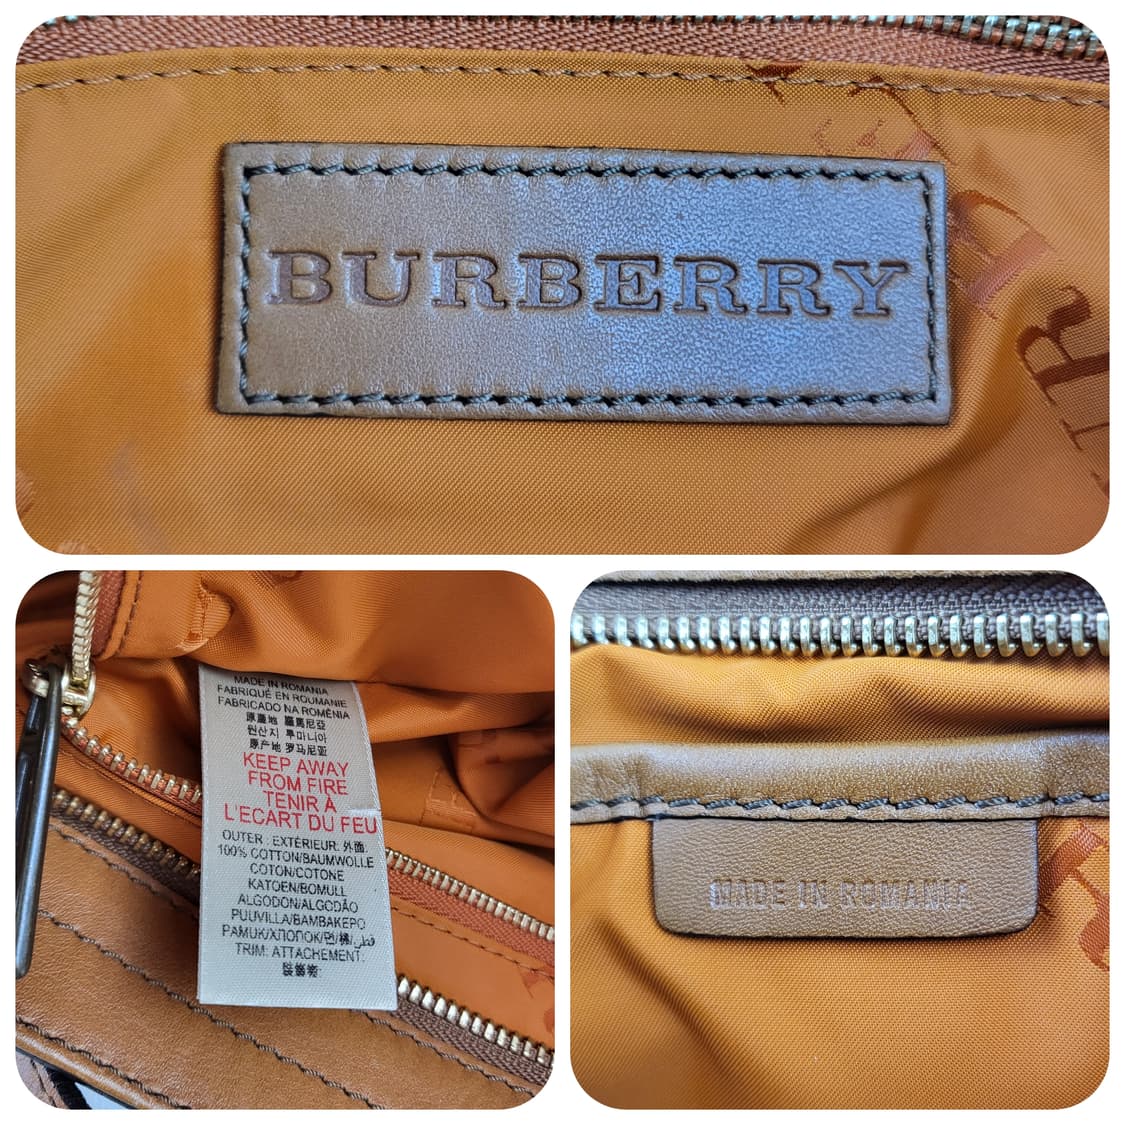 BURBERRY
MADE IN ROMANIA
FABRIQUÉ EN ROUMANIE
FABRICADO NA ROMÊNIA
原產地 羅馬尼亞
원산지 루마니아
原产地 罗马尼亚
KEEP AWAY
FROM FIRE
TENIR À
L'ECART DU FEU
OUTER : EXTÉRIEUR: 外面:
100% COTTON/BAUMWOLLE
COTON/COTONE
KATOEN/BOMULL
ALGODON/ALGODÃO
PUUVILLA/BAMBAKEPO
PAMUK/ХЛОПОК/면/棉/قطن
TRIM: ATTACHEMENT:
MADE IN ROMANIA